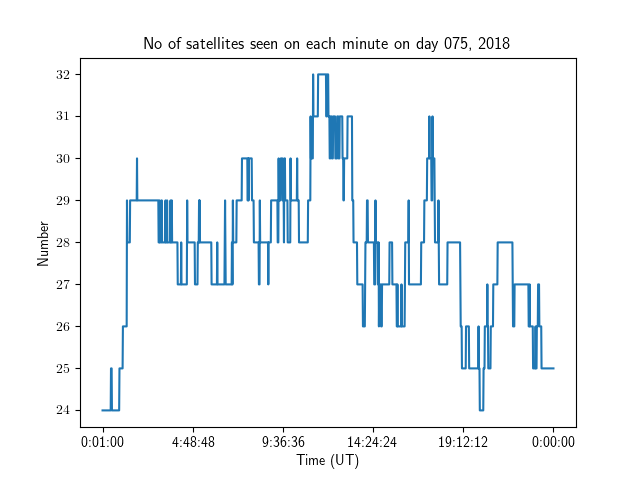 No of satellites seen on each minute on day 075, 2018
32
31
30
29
28
27
26
25
24
Number
0:01:00 4:48:48 9:36:36 14:24:24 19:12:12 0:00:00
Time (UT)